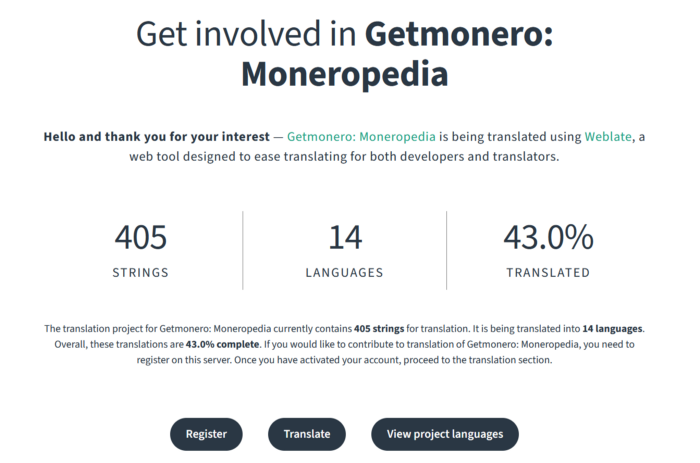 Get involved in Getmonero:
Moneropedia
Hello and thank you for your interest — Getmonero: Moneropedia is being translated using Weblate, a
web tool designed to ease translating for both developers and translators.
405
STRINGS
14
LANGUAGES
43.0%
TRANSLATED
The translation project for Getmonero: Moneropedia currently contains 405 strings for translation. It is being translated into 14 languages.
Overall, these translations are 43.0% complete. If you would like to contribute to translation of Getmonero: Moneropedia, you need to
register on this server. Once you have activated your account, proceed to the translation section.
Register
Translate
View project languages